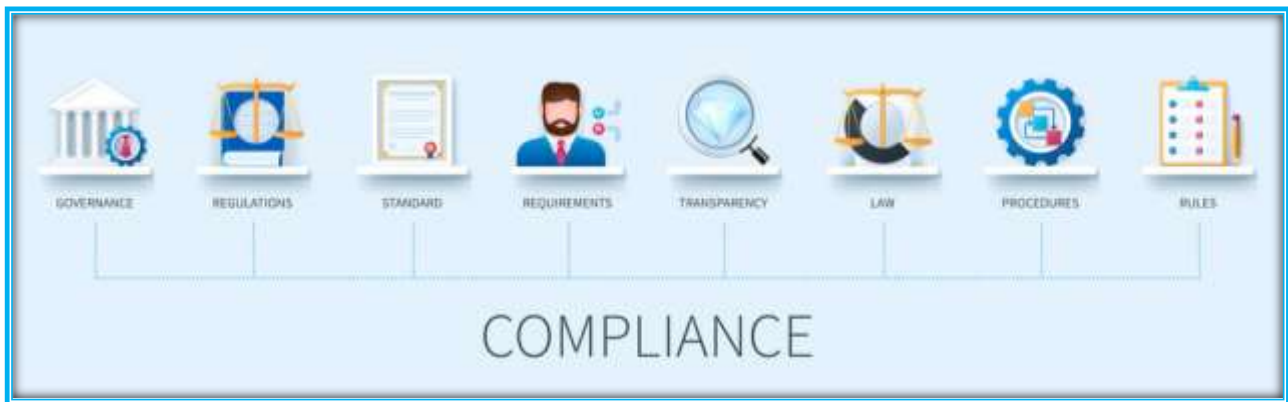 GOVERNANCE REGULATIONS STANDARD REQUIREMENTS TRANSPARENCY LAW PROCEDURES RULES
COMPLIANCE